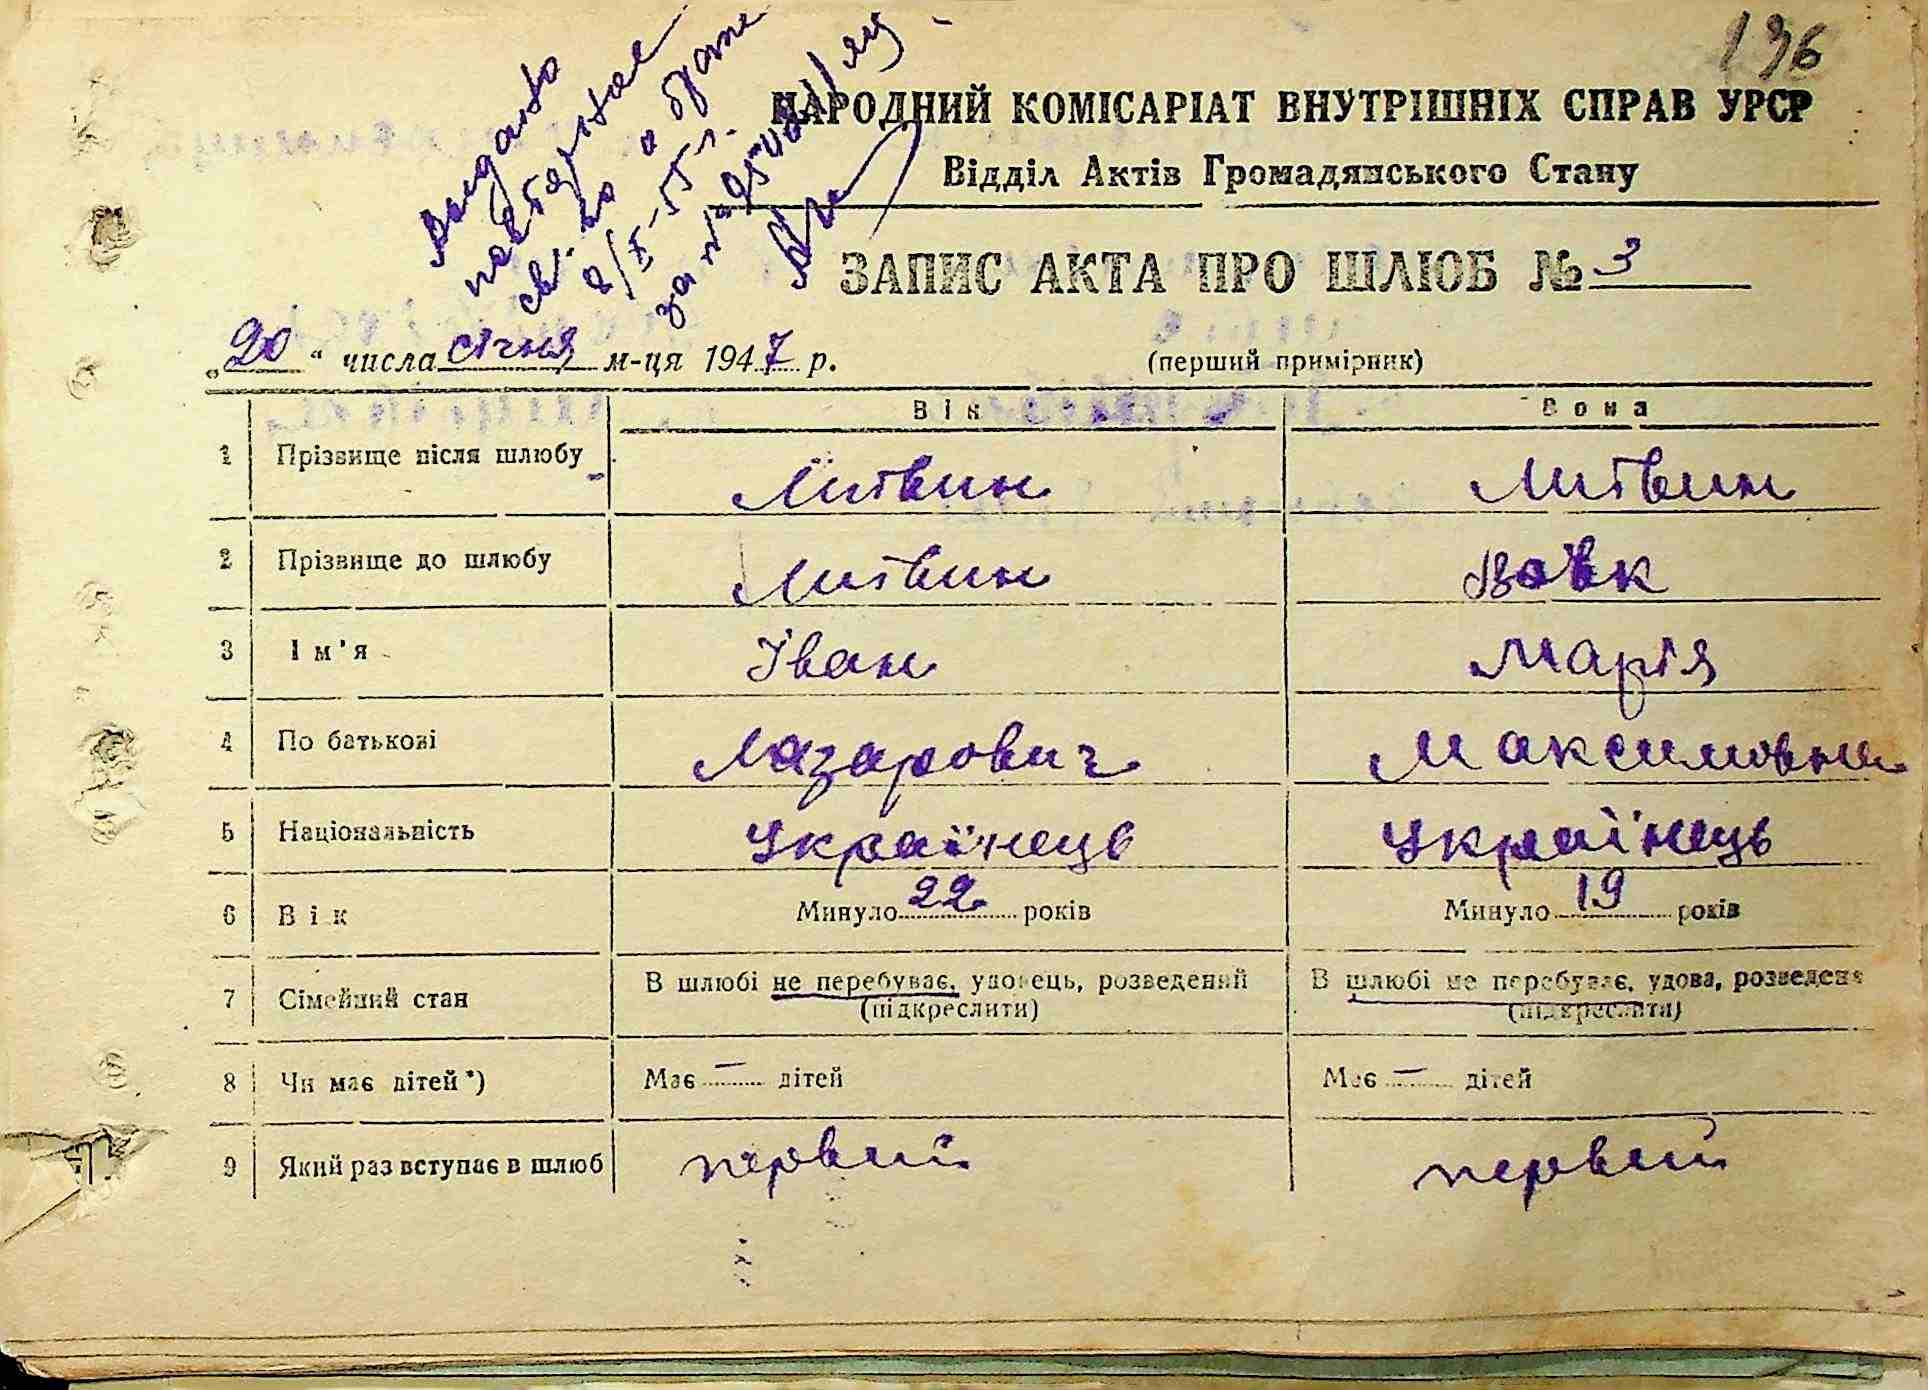 196
Видано
повторное
св. во о браке
8/X-55 г.
за №
НАРОДНИЙ КОМІСАРІАТ ВНУТРІШНІХ СПРАВ УРСР
Відділ Актів Громадянського Стану
ЗАПИС АКТА ПРО ШЛЮБ № 3
„20“ числа січня м-ця 1947 р. (перший примірник)
Він Вона
1 Прізвище після шлюбу Литвин Литвин
2 Прізвище до шлюбу Литвин Вовк
3 Ім'я Іван Марія
4 По батькові Лазарович Максимовна
5 Національність Українець Українець
6 Вік Минуло 22 років Минуло 19 років
7 Сімейний стан В шлюбі не перебуває, удовець, розведений (підкреслити) В шлюбі не перебуває, удова, розведена (підкреслити)
8 Чи має дітей *) Має — дітей Має — дітей
9 Який раз вступає в шлюб первий первий